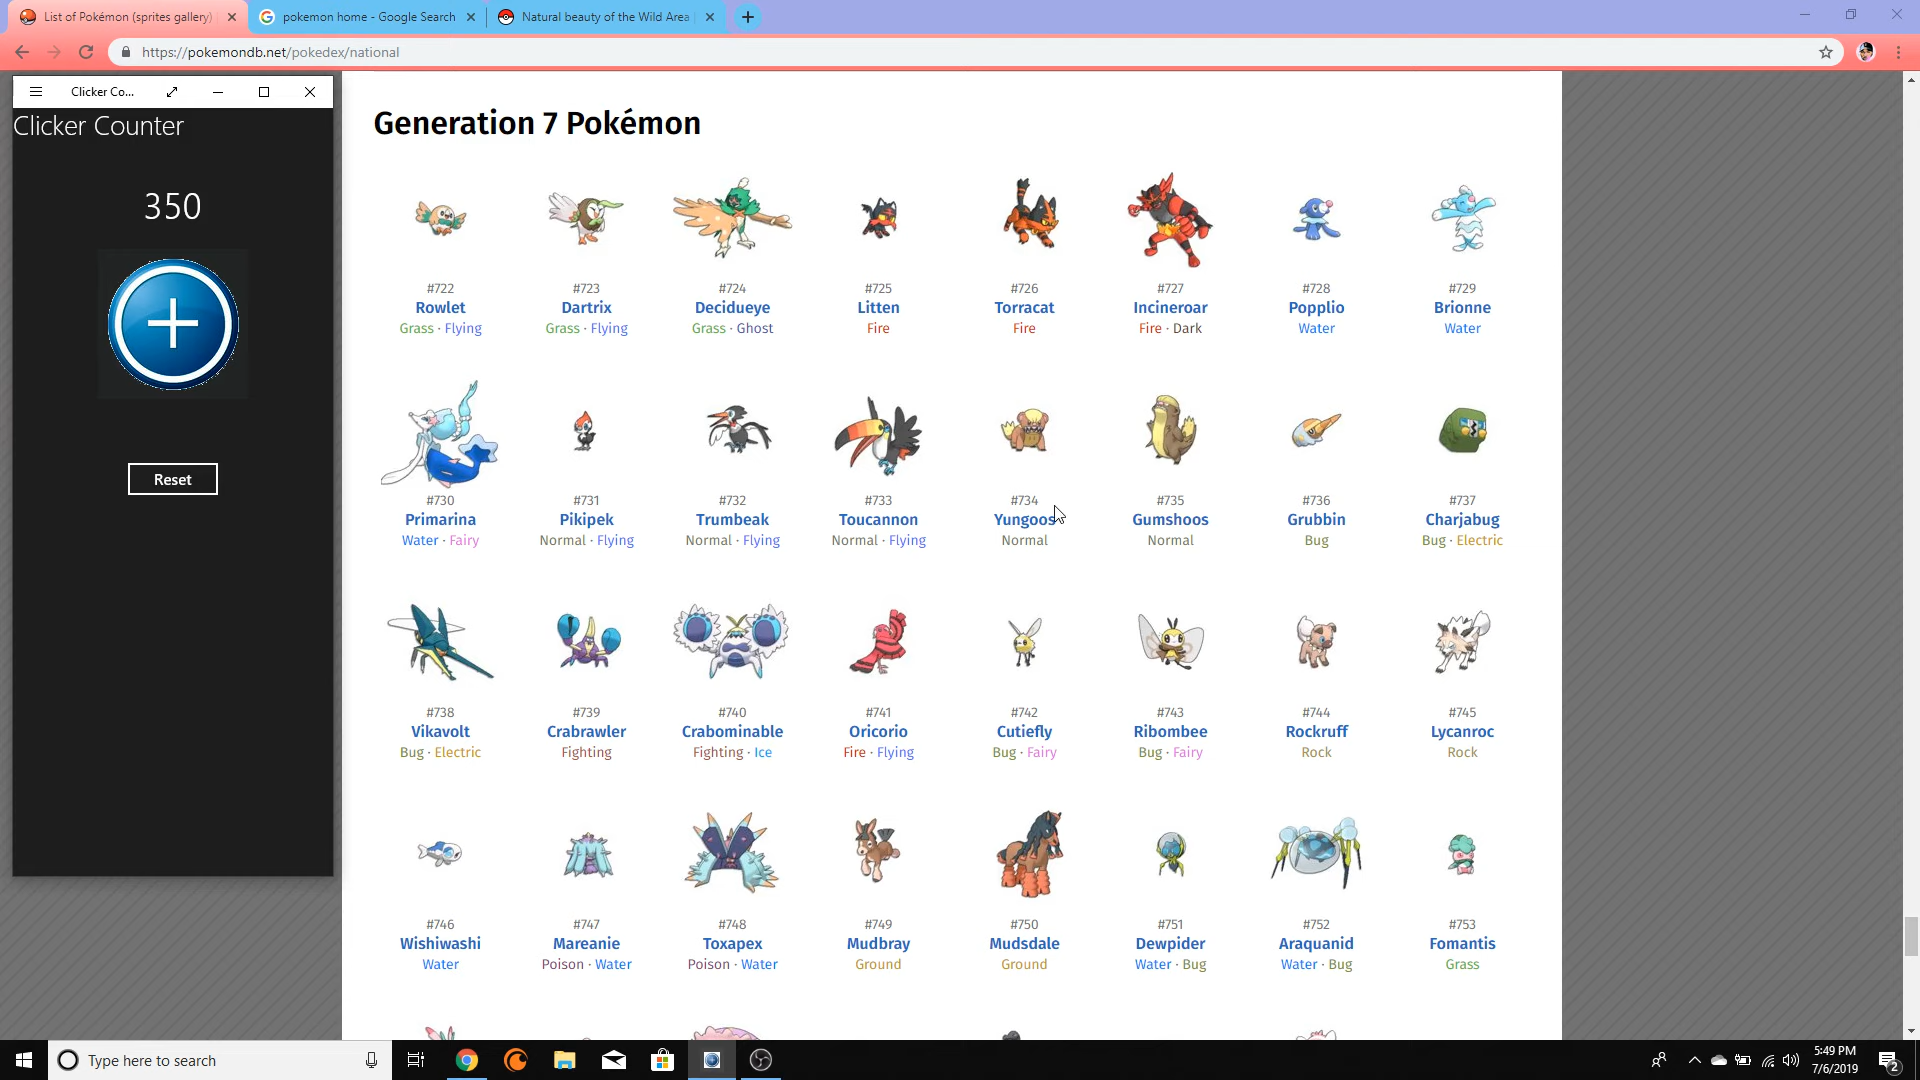 List of Pokémon (sprites gallery)
pokemon home - Google Search
Natural beauty of the Wild Area
https://pokemondb.net/pokedex/national
Clicker Co...
Clicker Counter
350
Reset
Generation 7 Pokémon
#722 #723 #724 #725 #726 #727 #728 #729
Rowlet Dartrix Decidueye Litten Torracat Incineroar Popplio Brionne
Grass · Flying Grass · Flying Grass · Ghost Fire Fire Fire · Dark Water Water
#730 #731 #732 #733 #734 #735 #736 #737
Primarina Pikipek Trumbeak Toucannon Yungoos Gumshoos Grubbin Charjabug
Water · Fairy Normal · Flying Normal · Flying Normal · Flying Normal Normal Bug Bug · Electric
#738 #739 #740 #741 #742 #743 #744 #745
Vikavolt Crabrawler Crabominable Oricorio Cutiefly Ribombee Rockruff Lycanroc
Bug · Electric Fighting Fighting · Ice Fire · Flying Bug · Fairy Bug · Fairy Rock Rock
#746 #747 #748 #749 #750 #751 #752 #753
Wishiwashi Mareanie Toxapex Mudbray Mudsdale Dewpider Araquanid Fomantis
Water Poison · Water Poison · Water Ground Ground Water · Bug Water · Bug Grass
Type here to search
5:49 PM
7/6/2019
2